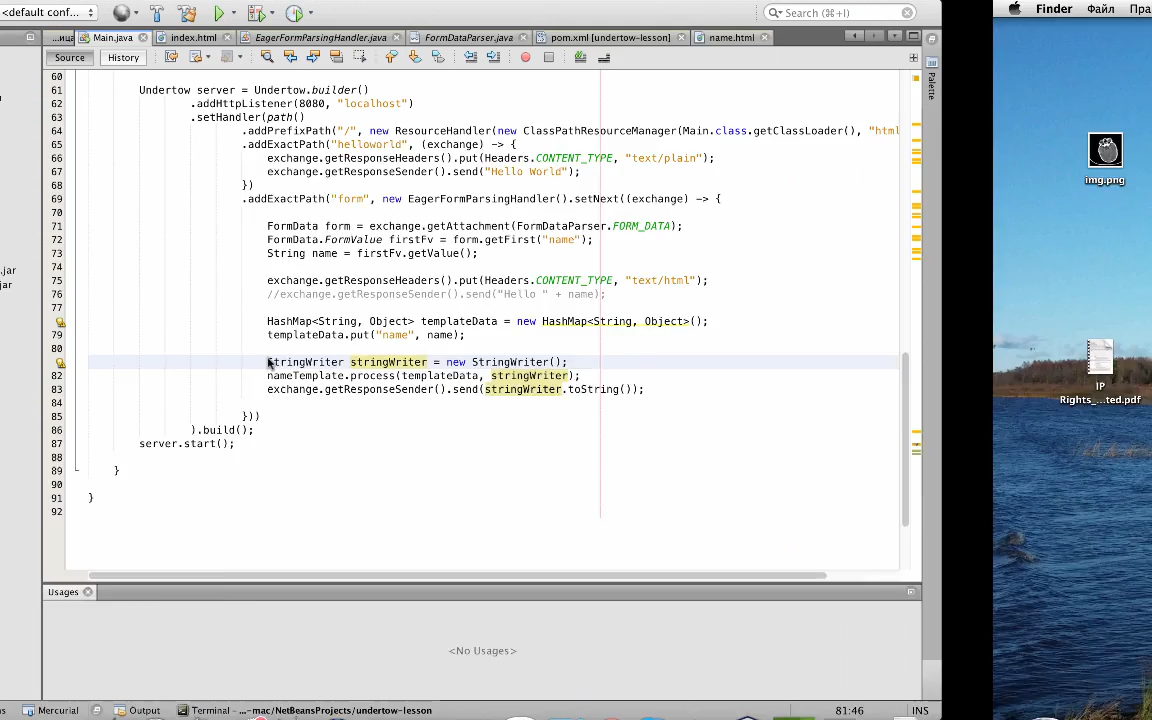 <default conf...
Search (⌘+I)
Finder Файл Пра
...ица Main.java index.html EagerFormParsingHandler.java FormDataParser.java pom.xml [undertow-lesson] name.html
Source History
Palette
60
61 Undertow server = Undertow.builder()
62 .addHttpListener(8080, "localhost")
63 .setHandler(path()
64 .addPrefixPath("/", new ResourceHandler(new ClassPathResourceManager(Main.class.getClassLoader(), "html
65 .addExactPath("helloworld", (exchange) -> {
66 exchange.getResponseHeaders().put(Headers.CONTENT_TYPE, "text/plain");
67 exchange.getResponseSender().send("Hello World");
68 })
69 .addExactPath("form", new EagerFormParsingHandler().setNext((exchange) -> {
70
71 FormData form = exchange.getAttachment(FormDataParser.FORM_DATA);
72 FormData.FormValue firstFv = form.getFirst("name");
73 String name = firstFv.getValue();
74
75 exchange.getResponseHeaders().put(Headers.CONTENT_TYPE, "text/html");
76 //exchange.getResponseSender().send("Hello " + name);
77
HashMap<String, Object> templateData = new HashMap<String, Object>();
79 templateData.put("name", name);
80
StringWriter stringWriter = new StringWriter();
82 nameTemplate.process(templateData, stringWriter);
83 exchange.getResponseSender().send(stringWriter.toString());
84
85 }))
86 ).build();
87 server.start();
88
89 }
90
91 }
92
.jar
jar
img.png
IP
Rights_...ted.pdf
Usages
<No Usages>
s Mercurial Output Terminal - ...-mac/NetBeansProjects/undertow-lesson 81:46 INS